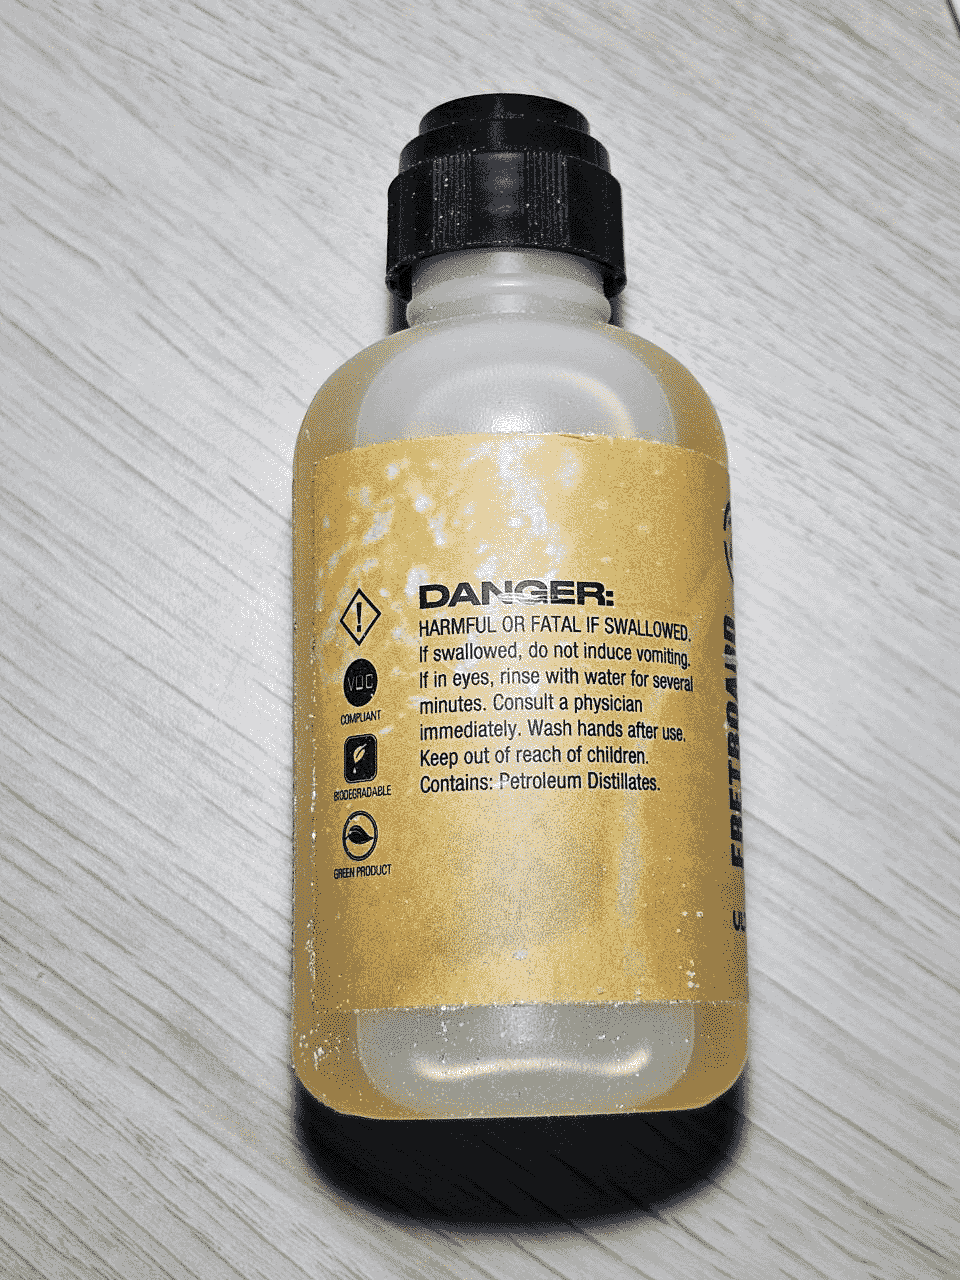 DANGER:
HARMFUL OR FATAL IF SWALLOWED.
If swallowed, do not induce vomiting.
If in eyes, rinse with water for several
minutes. Consult a physician
immediately. Wash hands after use.
Keep out of reach of children.
Contains: Petroleum Distillates.
!
VOC
COMPLIANT
BIODEGRADABLE
GREEN PRODUCT